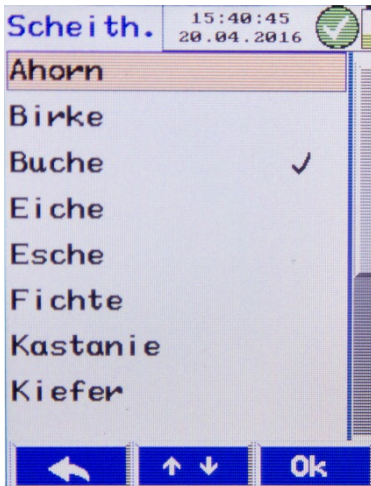 Scheith.
15:40:45
20.04.2016
Ahorn
Birke
Buche
Eiche
Esche
Fichte
Kastanie
Kiefer
Ok